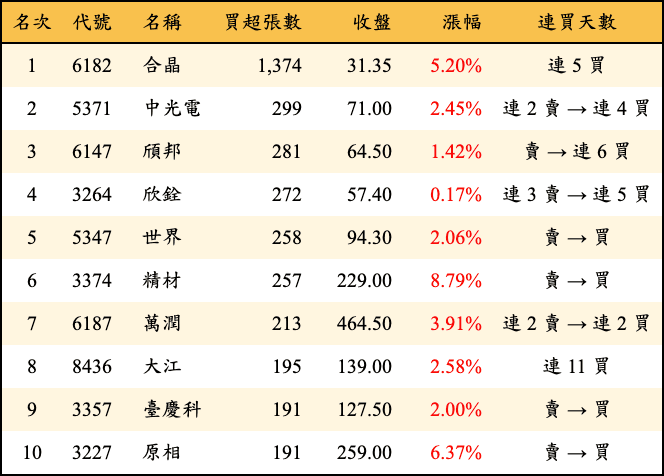 名次 代號 名稱 買超張數 收盤 漲幅 連買天數
1 6182 合晶 1,374 31.35 5.20% 連 5 買
2 5371 中光電 299 71.00 2.45% 連 2 賣 → 連 4 買
3 6147 頎邦 281 64.50 1.42% 賣 → 連 6 買
4 3264 欣銓 272 57.40 0.17% 連 3 賣 → 連 5 買
5 5347 世界 258 94.30 2.06% 賣 → 買
6 3374 精材 257 229.00 8.79% 賣 → 買
7 6187 萬潤 213 464.50 3.91% 連 2 賣 → 連 2 買
8 8436 大江 195 139.00 2.58% 連 11 買
9 3357 臺慶科 191 127.50 2.00% 賣 → 買
10 3227 原相 191 259.00 6.37% 賣 → 買